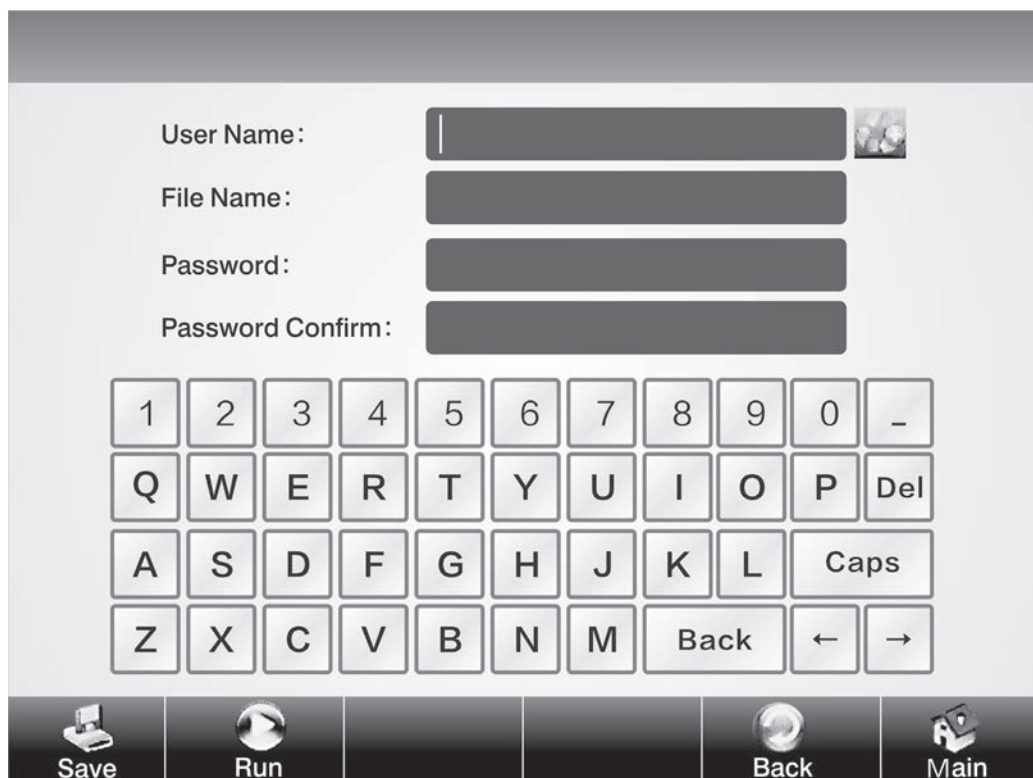 User Name:
File Name:
Password:
Password Confirm:
1 2 3 4 5 6 7 8 9 0 _
Q W E R T Y U I O P Del
A S D F G H J K L Caps
Z X C V B N M Back ← →
Save Run Back Main